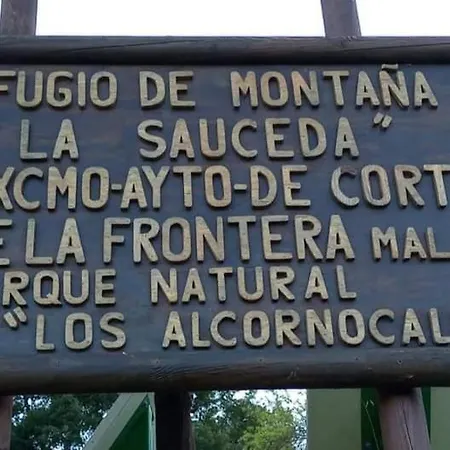 FUGIO DE MONTAÑA
LA SAUCEDA"
XCMO-AYTO-DE CORT
E LA FRONTERA MAL
RQUE NATURAL
"LOS ALCORNOCAL